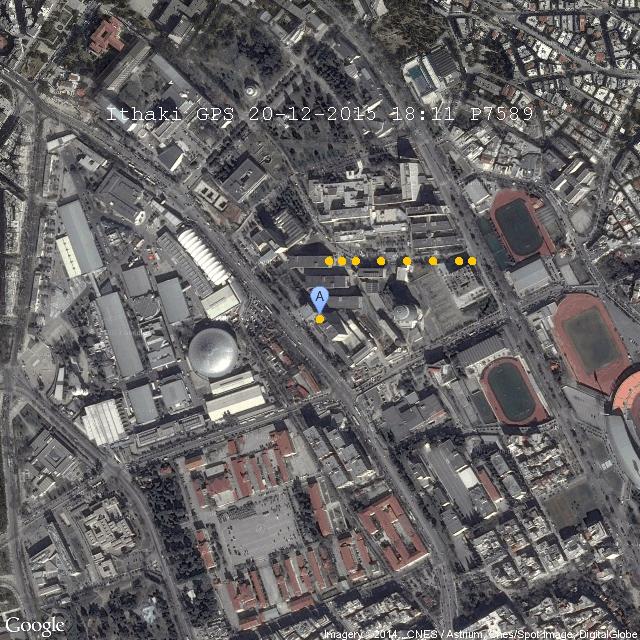 Ithaki GPS 20-12-2015 18:11 P7589
A
Google
Imagery ©2014, CNES / Astrium, Cnes/Spot Image, DigitalGlobe